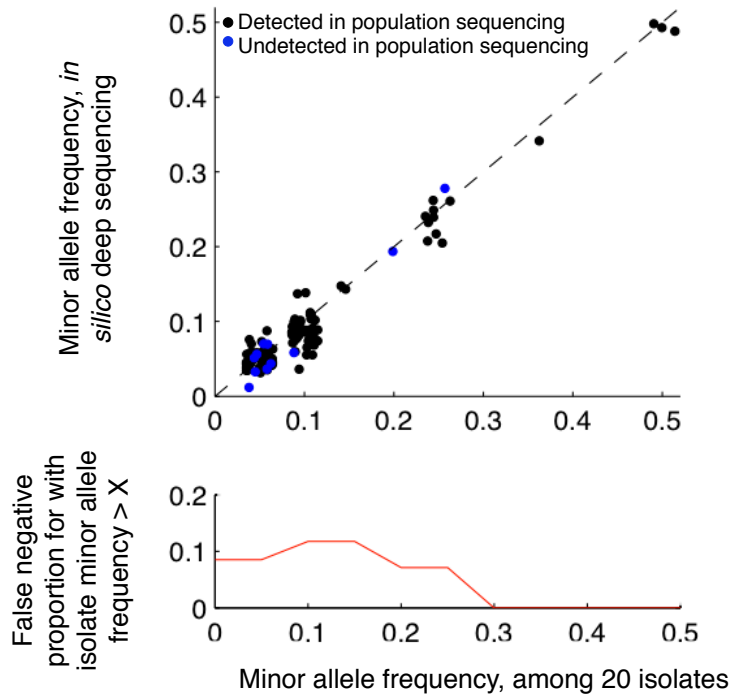 Detected in population sequencing
Undetected in population sequencing
Minor allele frequency, in
silico deep sequencing
0.5
0.4
0.3
0.2
0.1
0
0 0.1 0.2 0.3 0.4 0.5
False negative
proportion for with
isolate minor allele
frequency > X
0.2
0.1
0
0 0.1 0.2 0.3 0.4 0.5
Minor allele frequency, among 20 isolates